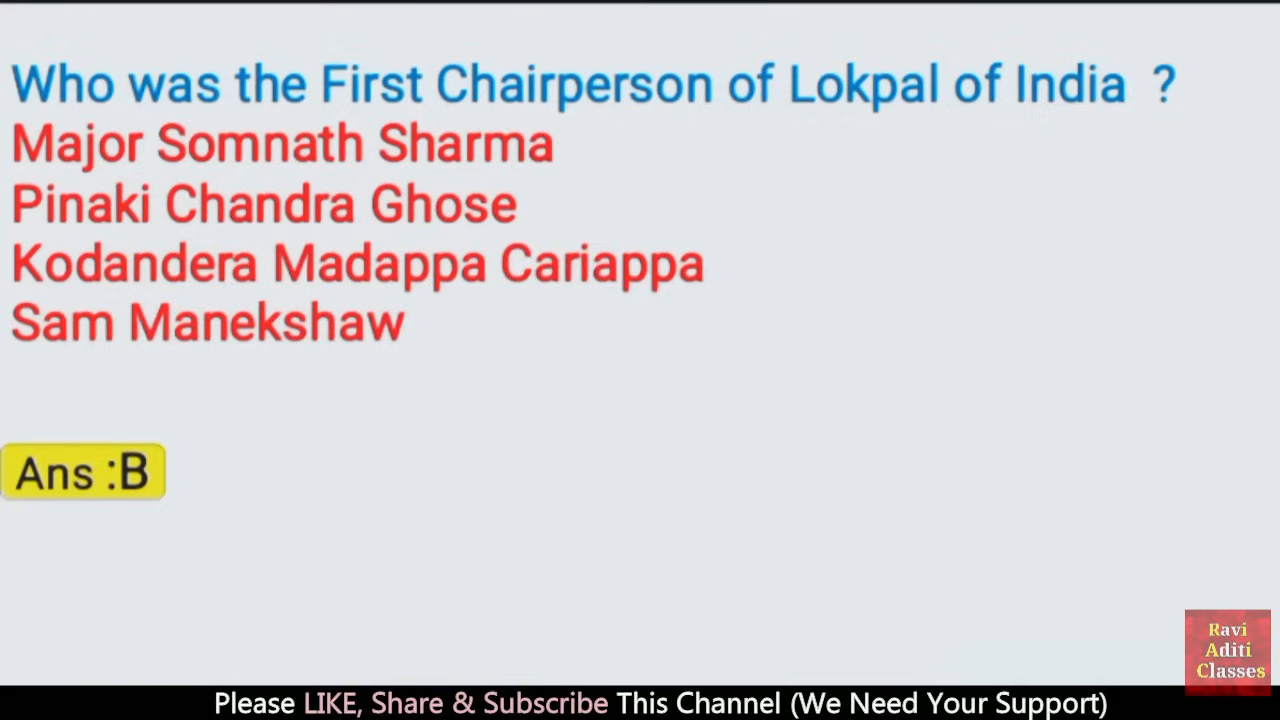 Who was the First Chairperson of Lokpal of India ?
Major Somnath Sharma
Pinaki Chandra Ghose
Kodandera Madappa Cariappa
Sam Manekshaw
Ans :B
Ravi
Aditi
Classes
Please LIKE, Share & Subscribe This Channel (We Need Your Support)